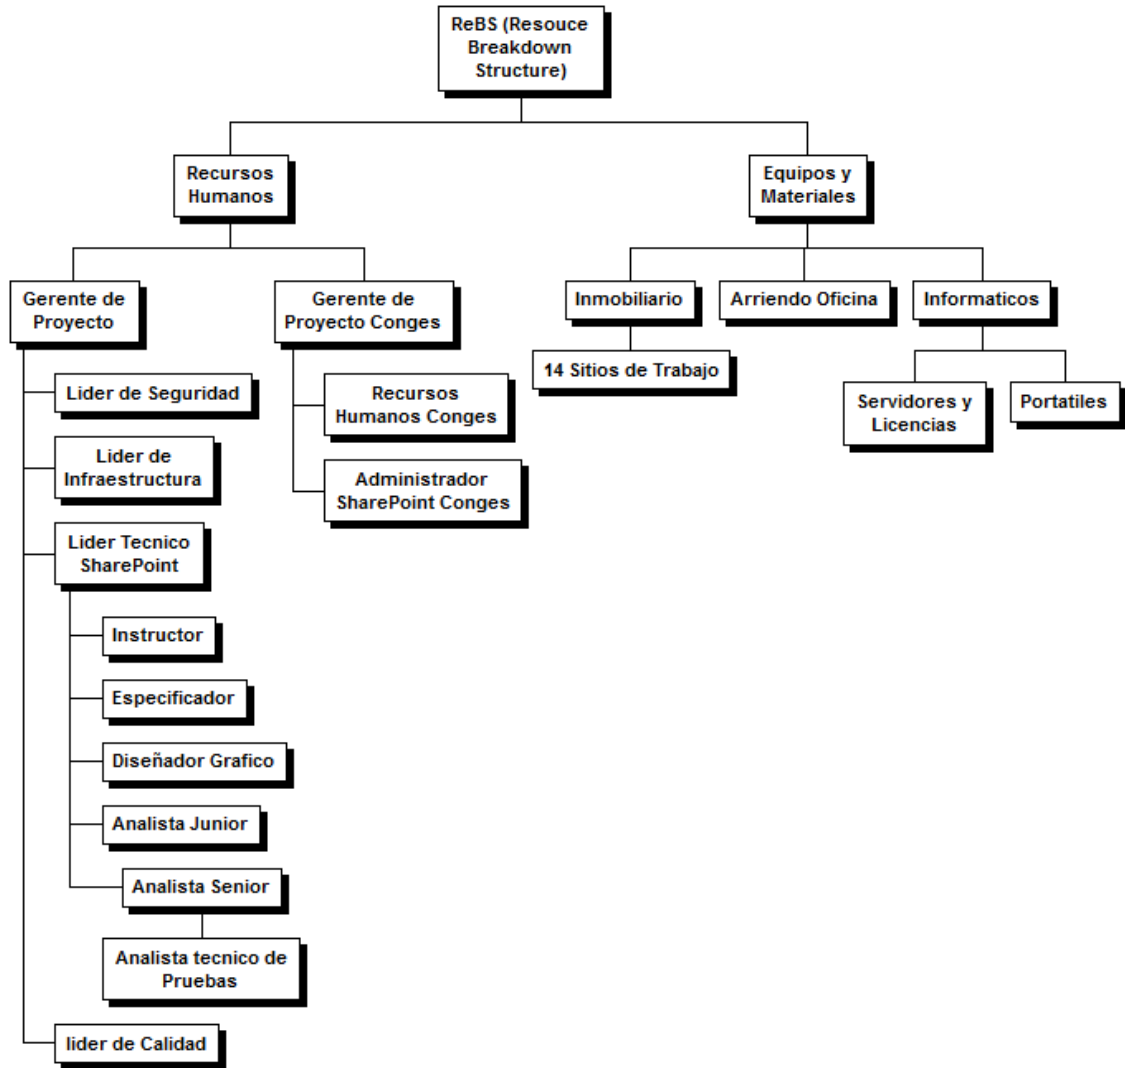 ReBS (Resouce
Breakdown
Structure)
Recursos
Humanos
Equipos y
Materiales
Gerente de
Proyecto
Gerente de
Proyecto Conges
Inmobiliario
Arriendo Oficina
Informaticos
14 Sitios de Trabajo
Lider de Seguridad
Recursos
Humanos Conges
Servidores y
Licencias
Portatiles
Lider de
Infraestructura
Administrador
SharePoint Conges
Lider Tecnico
SharePoint
Instructor
Especificador
Diseñador Grafico
Analista Junior
Analista Senior
Analista tecnico de
Pruebas
lider de Calidad